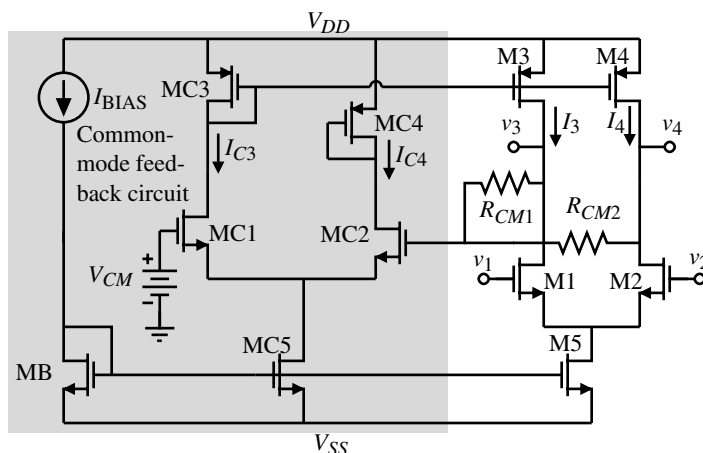 V_DD
M3
M4
I_BIAS
MC3
MC4
I_3
I_4
v_3
v_4
Common-
mode feed-
back circuit
I_C3
I_C4
R_CM1
R_CM2
MC1
MC2
V_CM
+
−
v_1
M1
M2
v_2
MB
MC5
M5
V_SS